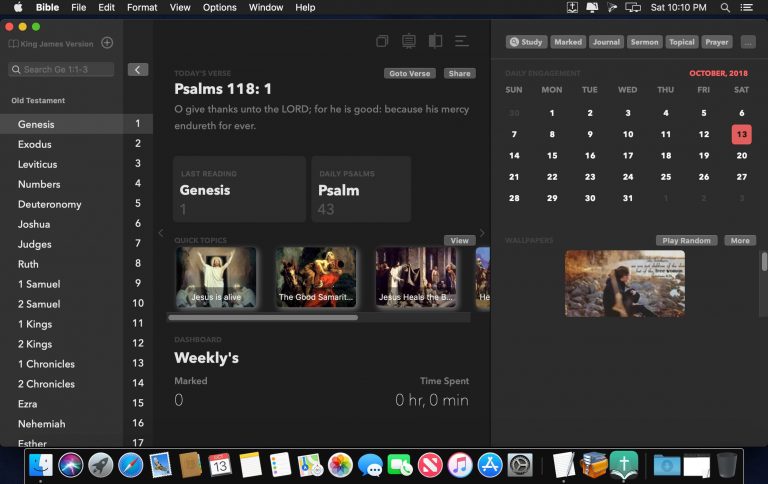 Bible File Edit Format View Options Window Help
Sat 10:10 PM
King James Version
Search Ge 1:1-3
Old Testament
Genesis
Exodus
Leviticus
Numbers
Deuteronomy
Joshua
Judges
Ruth
1 Samuel
2 Samuel
1 Kings
2 Kings
1 Chronicles
2 Chronicles
Ezra
Nehemiah
Esther
1
2
3
4
5
6
7
8
9
10
11
12
13
14
15
16
17
TODAY'S VERSE
Goto Verse Share
Psalms 118: 1
O give thanks unto the LORD; for he is good: because his mercy
endureth for ever.
LAST READING
Genesis
1
DAILY PSALMS
Psalm
43
QUICK TOPICS
View
Jesus is alive
The Good Samarit...
Jesus Heals the B...
He
DASHBOARD
Weekly's
Marked Time Spent
0 0 hr, 0 min
Study Marked Journal Sermon Topical Prayer ...
DAILY ENGAGEMENT OCTOBER, 2018
SUN MON TUE WED THU FRI SAT
30 1 2 3 4 5 6
7 8 9 10 11 12 13
14 15 16 17 18 19 20
21 22 23 24 25 26 27
28 29 30 31 1 2 3
WALLPAPERS
Play Random More
OCT
13